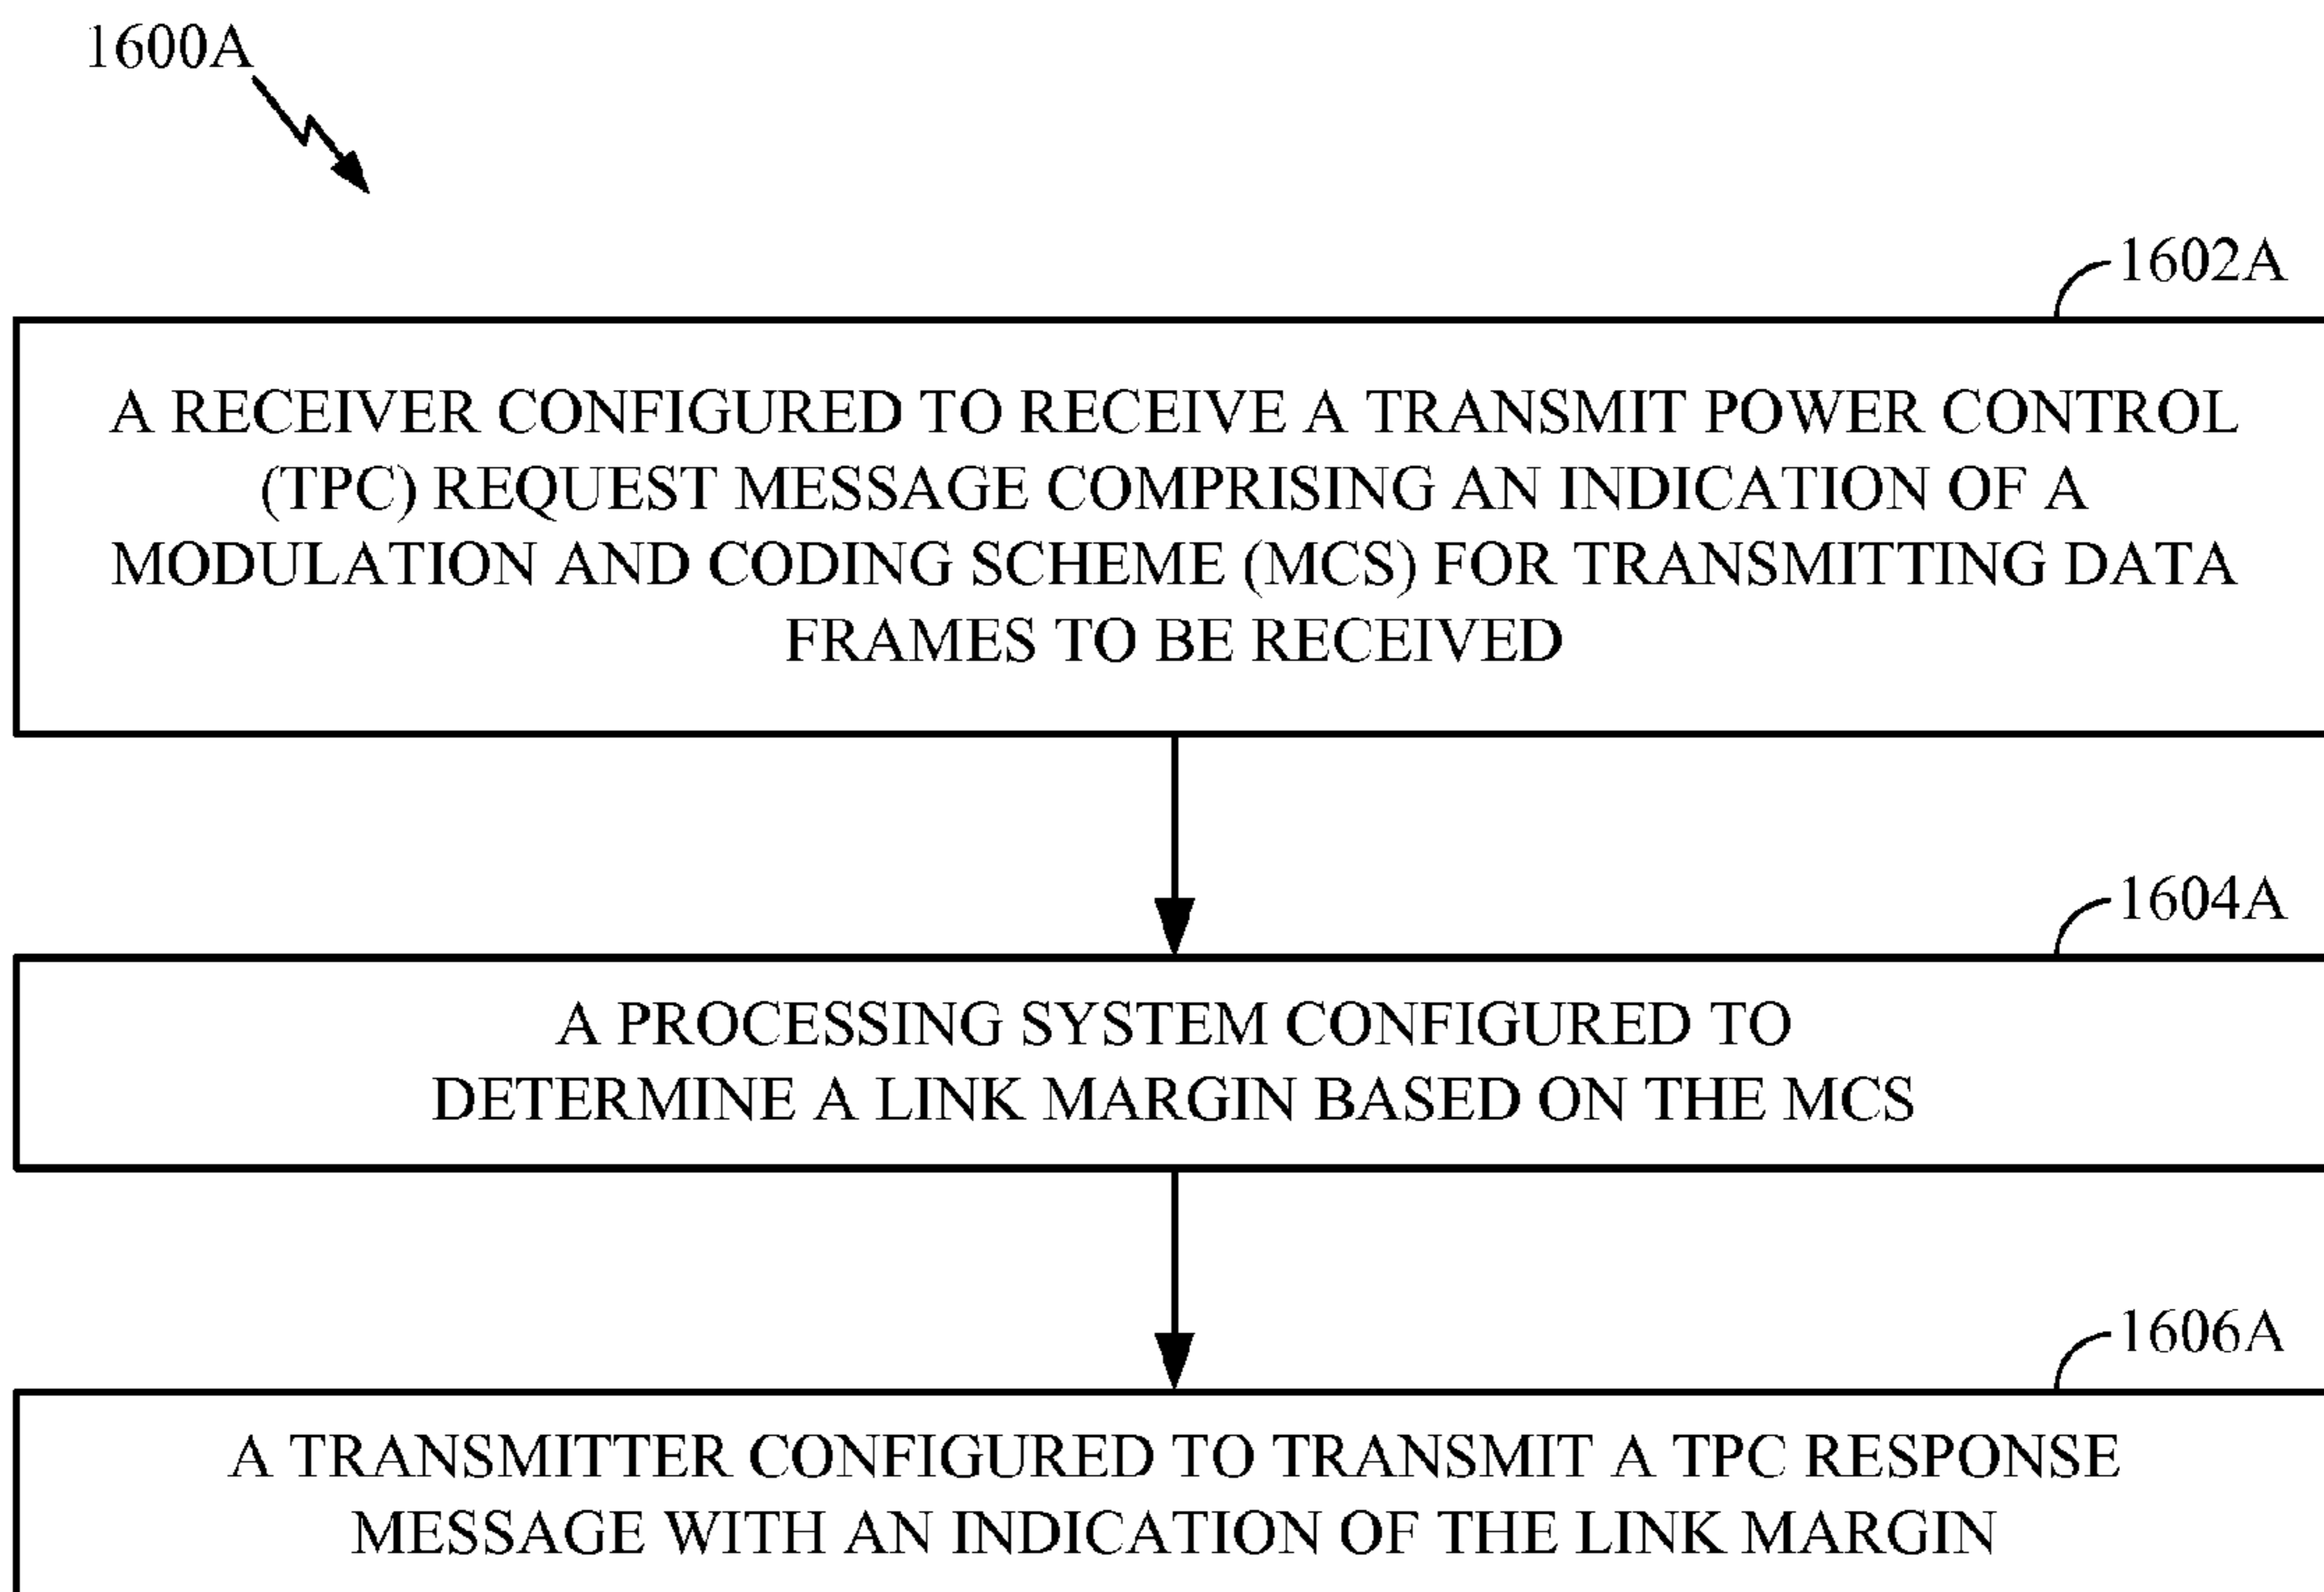 1600A
1602A
A RECEIVER CONFIGURED TO RECEIVE A TRANSMIT POWER CONTROL
(TPC) REQUEST MESSAGE COMPRISING AN INDICATION OF A
MODULATION AND CODING SCHEME (MCS) FOR TRANSMITTING DATA
FRAMES TO BE RECEIVED
1604A
A PROCESSING SYSTEM CONFIGURED TO
DETERMINE A LINK MARGIN BASED ON THE MCS
1606A
A TRANSMITTER CONFIGURED TO TRANSMIT A TPC RESPONSE
MESSAGE WITH AN INDICATION OF THE LINK MARGIN